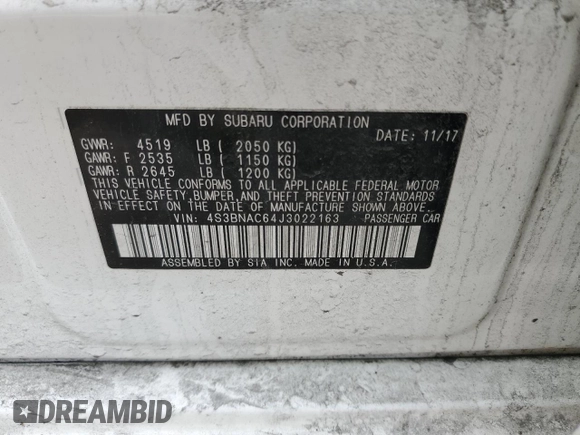 MFD BY SUBARU CORPORATION
DATE: 11/17
GVWR: 4519 LB ( 2050 KG)
GAWR: F 2535 LB ( 1150 KG)
GAWR: R 2645 LB ( 1200 KG)
THIS VEHICLE CONFORMS TO ALL APPLICABLE FEDERAL MOTOR
VEHICLE SAFETY,BUMPER,AND THEFT PREVENTION STANDARDS
IN EFFECT ON THE DATE OF MANUFACTURE SHOWN ABOVE.
VIN: 4S3BNAC64J3022163 PASSENGER CAR
ASSEMBLED BY SIA INC. MADE IN U.S.A.
DREAMBID